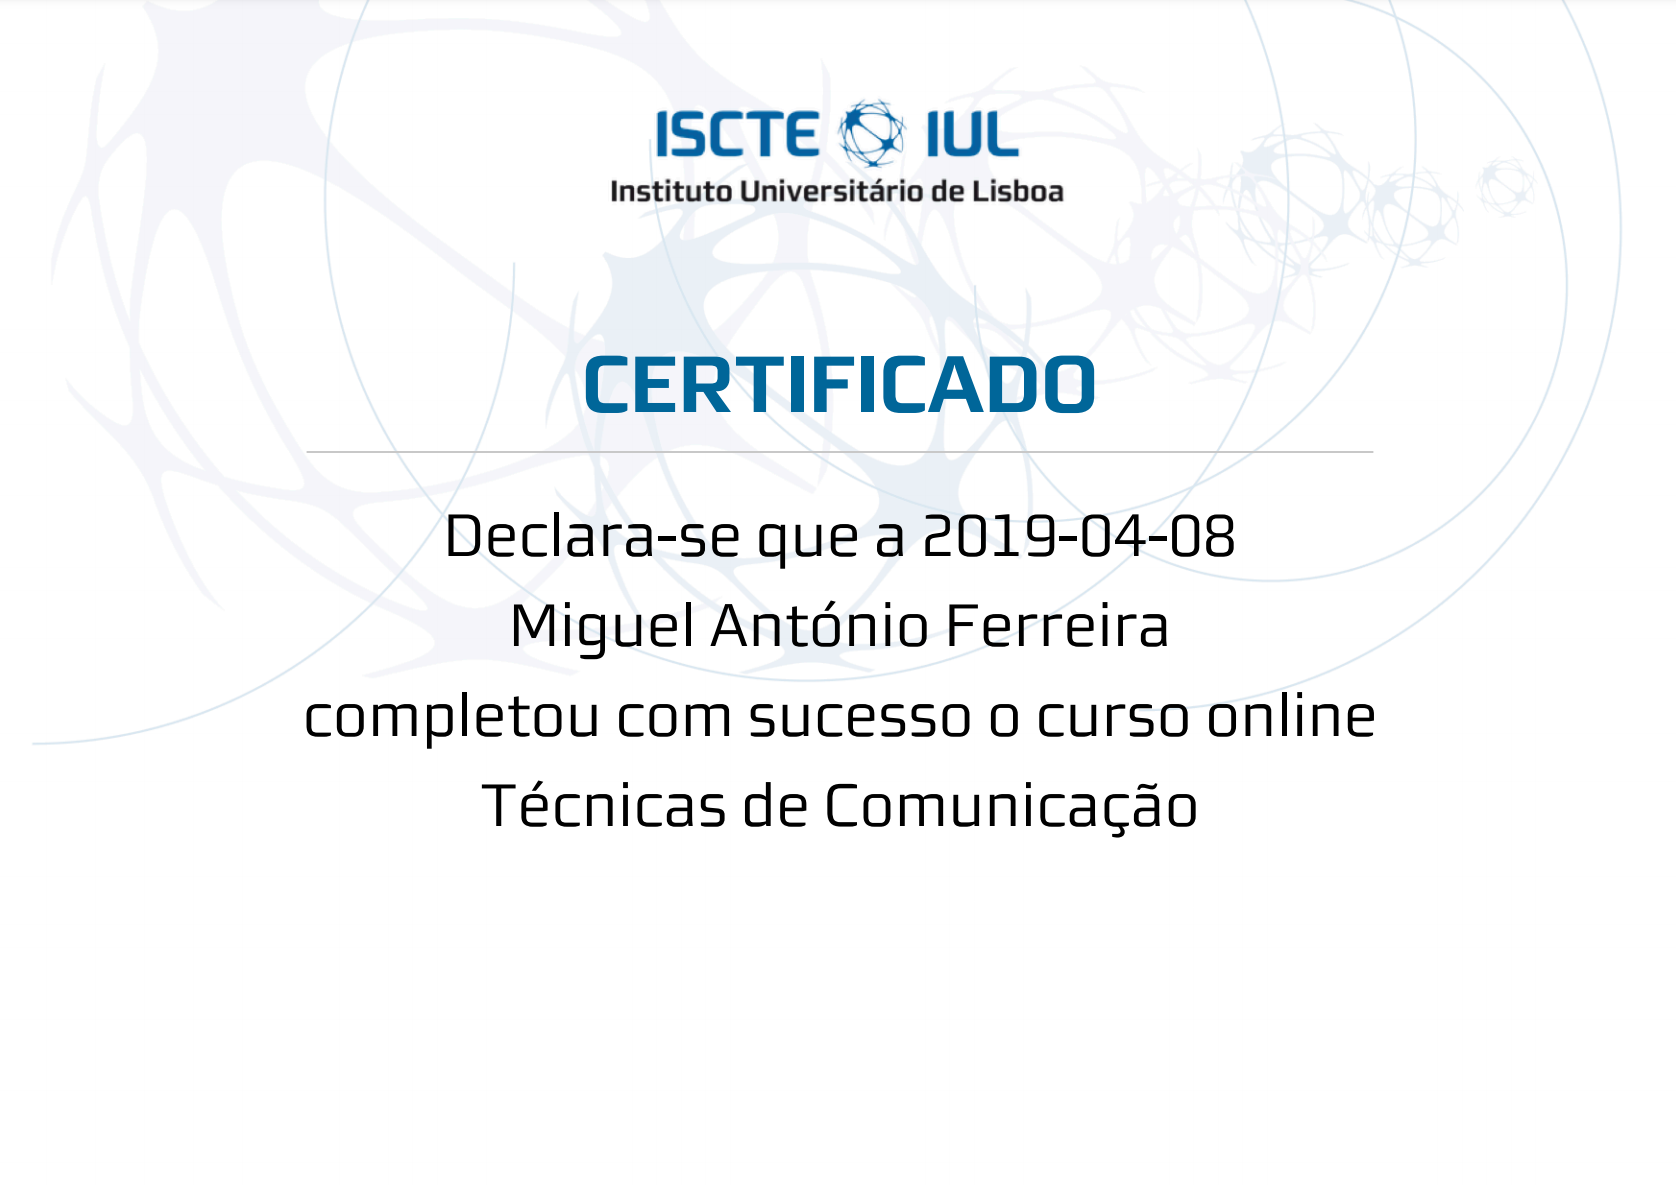 ISCTE IUL
Instituto Universitário de Lisboa
CERTIFICADO
Declara-se que a 2019-04-08
Miguel António Ferreira
completou com sucesso o curso online
Técnicas de Comunicação